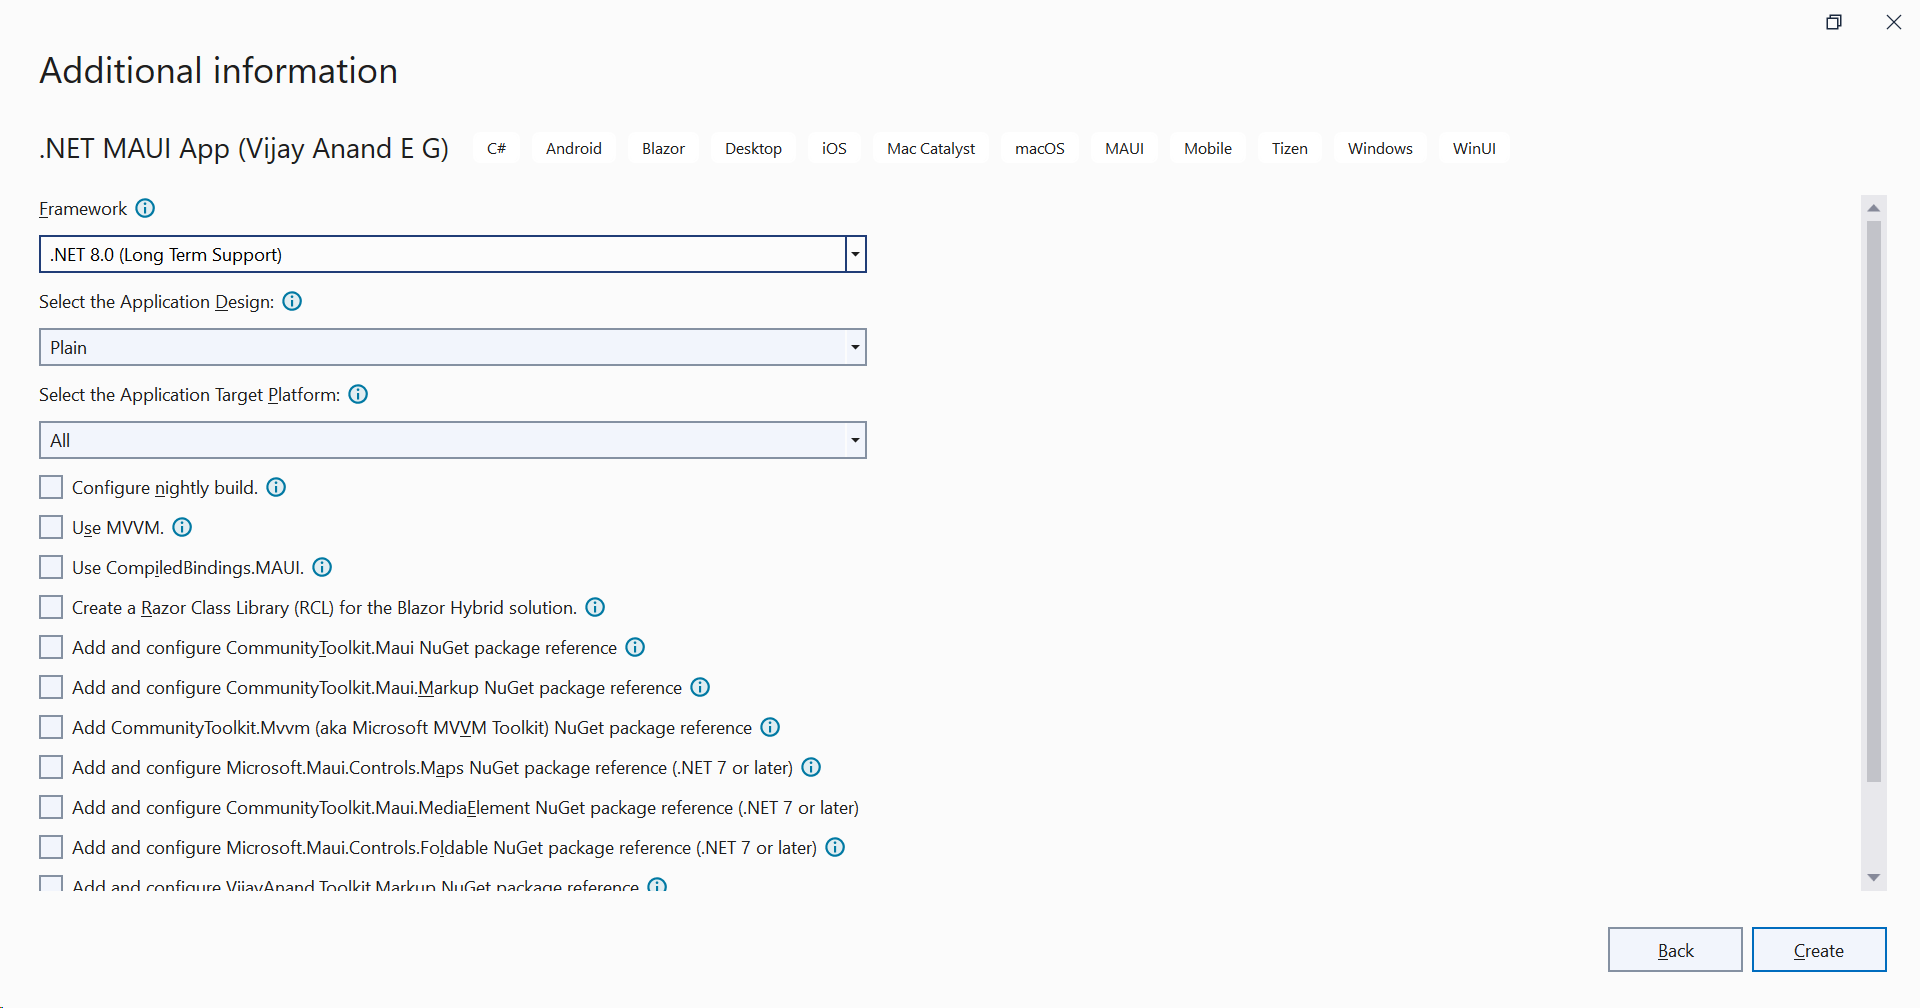 Additional information
.NET MAUI App (Vijay Anand E G) C# Android Blazor Desktop iOS Mac Catalyst macOS MAUI Mobile Tizen Windows WinUI
Framework
.NET 8.0 (Long Term Support)
Select the Application Design:
Plain
Select the Application Target Platform:
All
Configure nightly build.
Use MVVM.
Use CompiledBindings.MAUI.
Create a Razor Class Library (RCL) for the Blazor Hybrid solution.
Add and configure CommunityToolkit.Maui NuGet package reference
Add and configure CommunityToolkit.Maui.Markup NuGet package reference
Add CommunityToolkit.Mvvm (aka Microsoft MVVM Toolkit) NuGet package reference
Add and configure Microsoft.Maui.Controls.Maps NuGet package reference (.NET 7 or later)
Add and configure CommunityToolkit.Maui.MediaElement NuGet package reference (.NET 7 or later)
Add and configure Microsoft.Maui.Controls.Foldable NuGet package reference (.NET 7 or later)
Add and configure VijayAnand.Toolkit.Markup NuGet package reference
Back Create